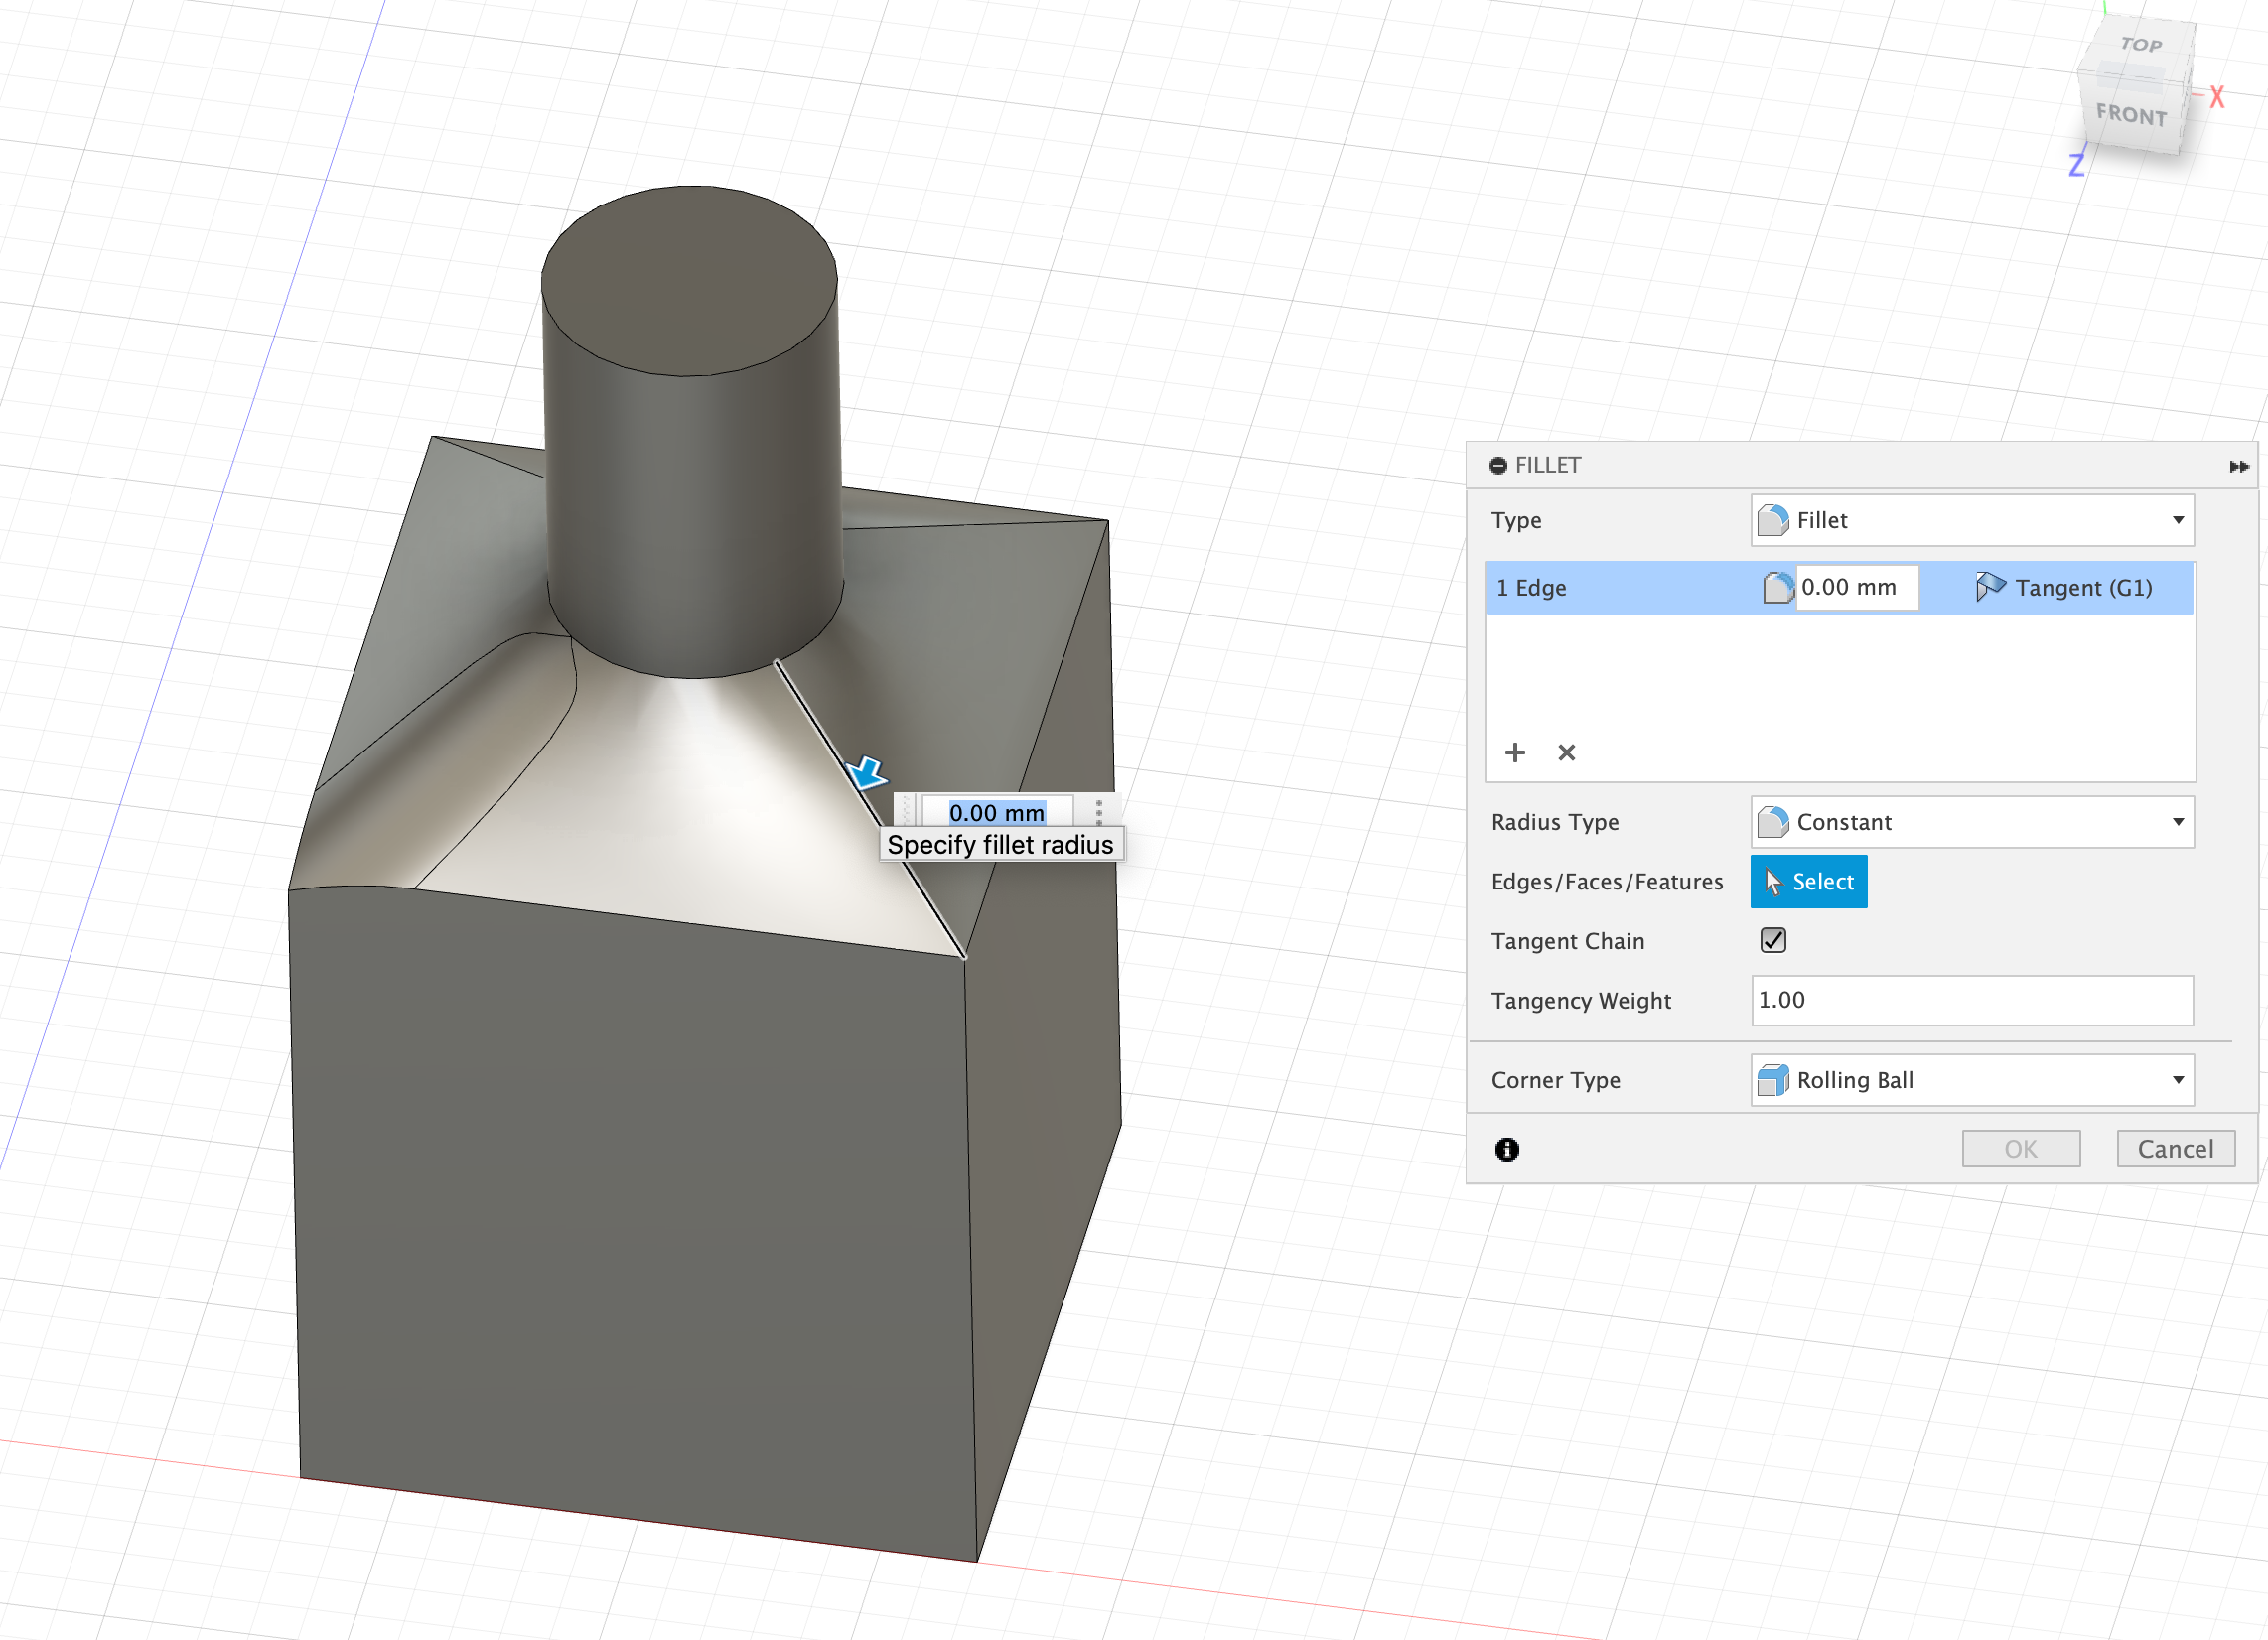 TOP
FRONT
X
Z
FILLET
Type
Fillet
1 Edge
0.00 mm
Tangent (G1)
0.00 mm
Specify fillet radius
Radius Type
Constant
Edges/Faces/Features
Select
Tangent Chain
Tangency Weight
1.00
Corner Type
Rolling Ball
OK
Cancel